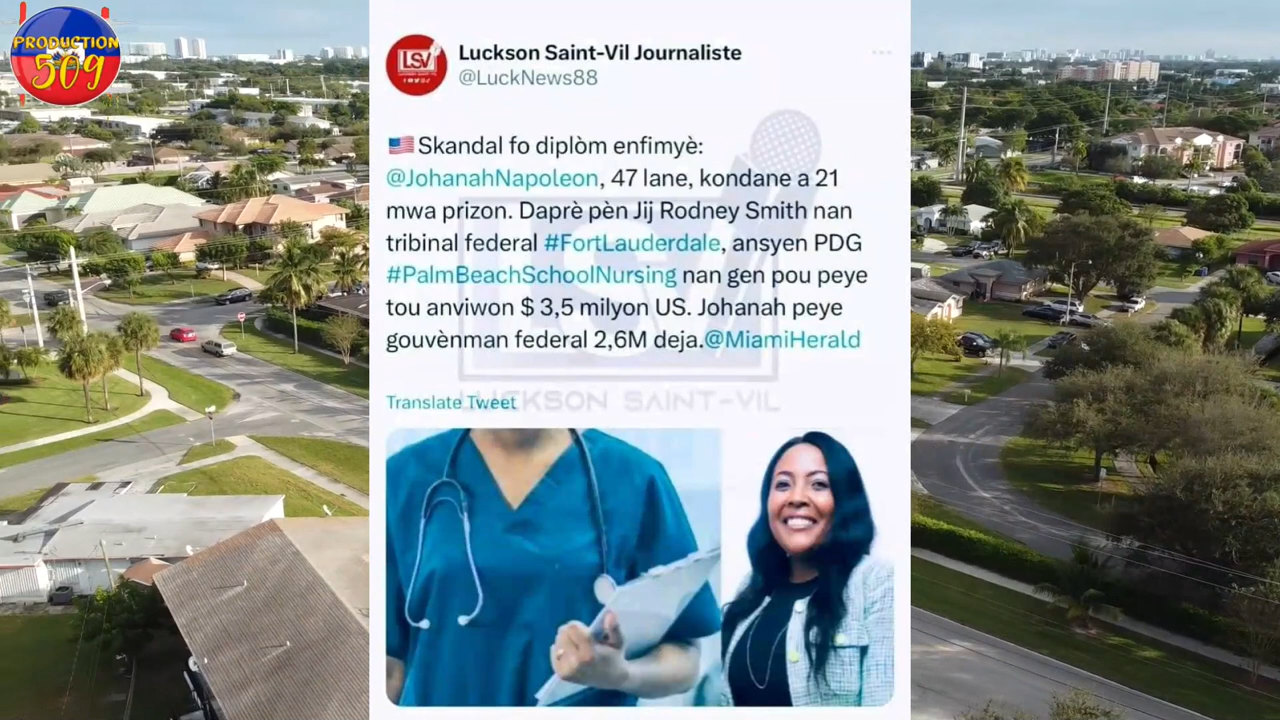 PRODUCTION
509
LSV
Luckson Saint-Vil Journaliste
@LuckNews88
Skandal fo diplòm enfimyè:
@JohanahNapoleon, 47 lane, kondane a 21
mwa prizon. Daprè pèn Jij Rodney Smith nan
tribinal federal #FortLauderdale, ansyen PDG
#PalmBeachSchoolNursing nan gen pou peye
tou anviwon $ 3,5 milyon US. Johanah peye
gouvènman federal 2,6M deja.@MiamiHerald
LSV
LUCKSON SAINT-VIL
Translate Tweet